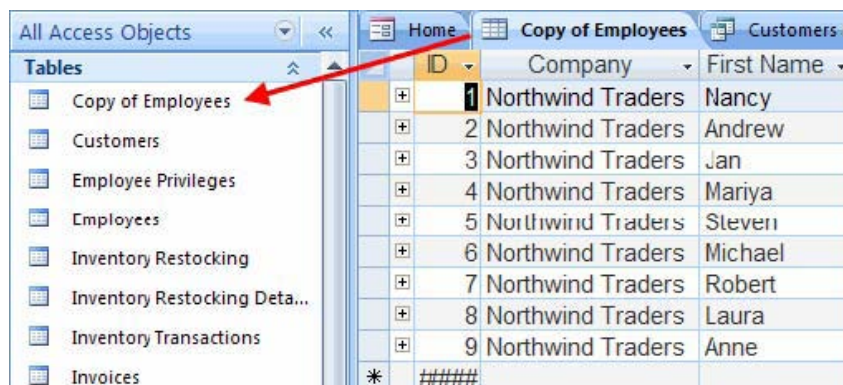 All Access Objects
Tables
Copy of Employees
Customers
Employee Privileges
Employees
Inventory Restocking
Inventory Restocking Deta...
Inventory Transactions
Invoices
Home Copy of Employees Customers
ID Company First Name
1 Northwind Traders Nancy
2 Northwind Traders Andrew
3 Northwind Traders Jan
4 Northwind Traders Mariya
5 Northwind Traders Steven
6 Northwind Traders Michael
7 Northwind Traders Robert
8 Northwind Traders Laura
9 Northwind Traders Anne
* #####